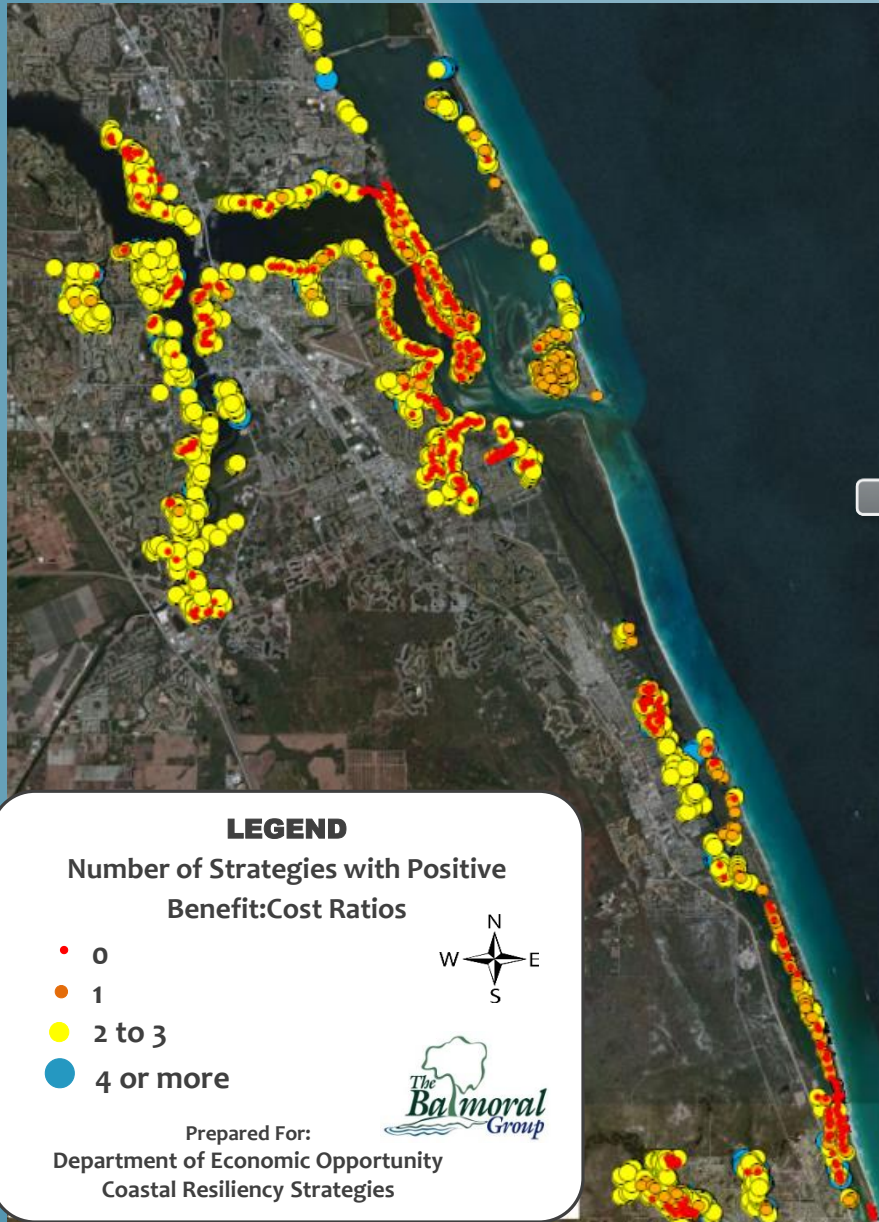 LEGEND
Number of Strategies with Positive
Benefit:Cost Ratios
N
W E
S
0
1
2 to 3
4 or more
The
Balmoral
Group
Prepared For:
Department of Economic Opportunity
Coastal Resiliency Strategies